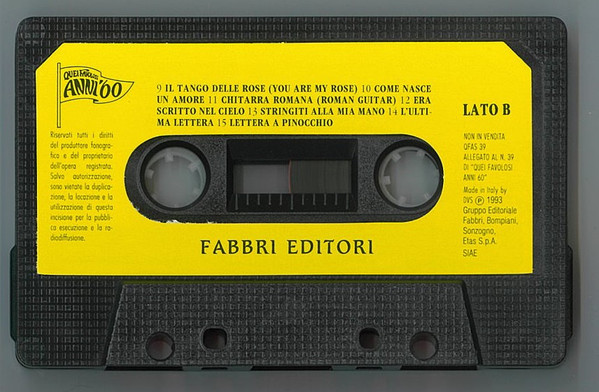 QUEI FAVOLOSI
ANNI '60
9 IL TANGO DELLE ROSE (YOU ARE MY ROSE) 10 COME NASCE
UN AMORE 11 CHITARRA ROMANA (ROMAN GUITAR) 12 ERA
SCRITTO NEL CIELO 13 STRINGITI ALLA MIA MANO 14 L'ULTI-
MA LETTERA 15 LETTERA A PINOCCHIO
LATO B
Riservati tutti i diritti
del produttore fonogra-
fico e del proprietario
dell'opera registrata.
Salvo autorizzazione,
sono vietate la duplica-
zione, la locazione e la
utilizzazione di questa
incisione per la pubbli-
ca esecuzione e la ra-
diodiffusione.
NON IN VENDITA
QFAS 39
ALLEGATO AL N. 39
DI "QUEI FAVOLOSI
ANNI 60"
Made in Italy by
DVS ℗ 1993
Gruppo Editoriale
Fabbri, Bompiani,
Sonzogno,
Etas S.p.A.
SIAE
FABBRI EDITORI